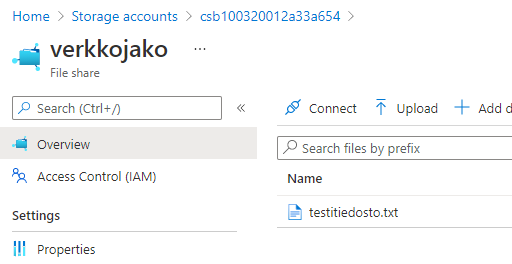 Home > Storage accounts > csb100320012a33a654 >
verkkojako ...
File share
Search (Ctrl+/) «
Connect Upload Add d
Overview
Search files by prefix
Access Control (IAM)
Name
Settings
testitiedosto.txt
Properties